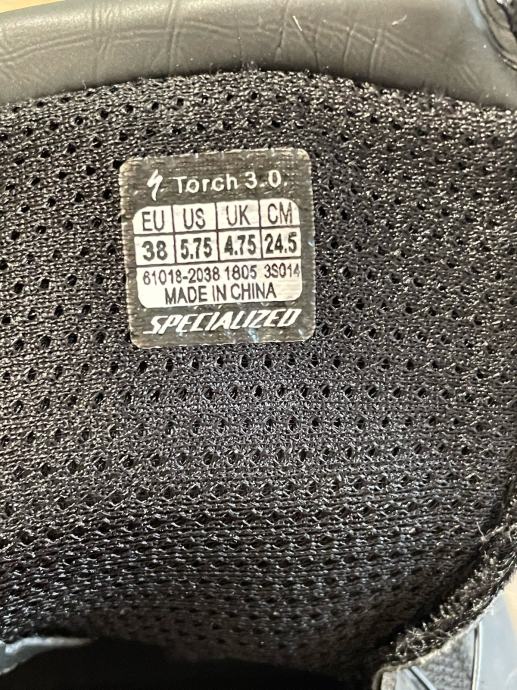 Torch 3.0
EU US UK CM
38 5.75 4.75 24.5
61018-2038 1805 3S014
MADE IN CHINA
SPECIALIZED